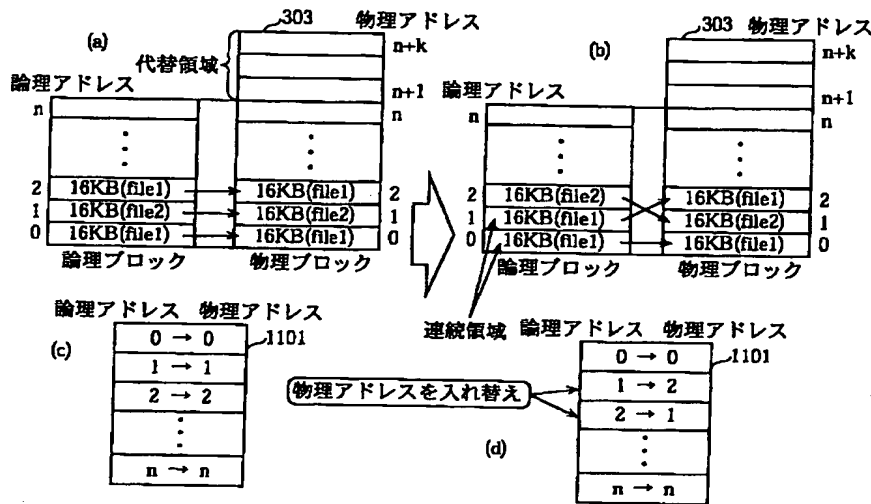 (a)
303 物理アドレス
代替領域
n+k
n+1
n
論理アドレス
n
2 16KB(file1) → 16KB(file1) 2
1 16KB(file2) → 16KB(file2) 1
0 16KB(file1) → 16KB(file1) 0
論理ブロック 物理ブロック
(b)
303 物理アドレス
n+k
n+1
n
論理アドレス
n
2 16KB(file2) 16KB(file1) 2
1 16KB(file1) 16KB(file2) 1
0 16KB(file1) → 16KB(file1) 0
論理ブロック 物理ブロック
連続領域
(c)
論理アドレス 物理アドレス
1101
0 → 0
1 → 1
2 → 2
n → n
物理アドレスを入れ替え
(d)
論理アドレス 物理アドレス
1101
0 → 0
1 → 2
2 → 1
n → n